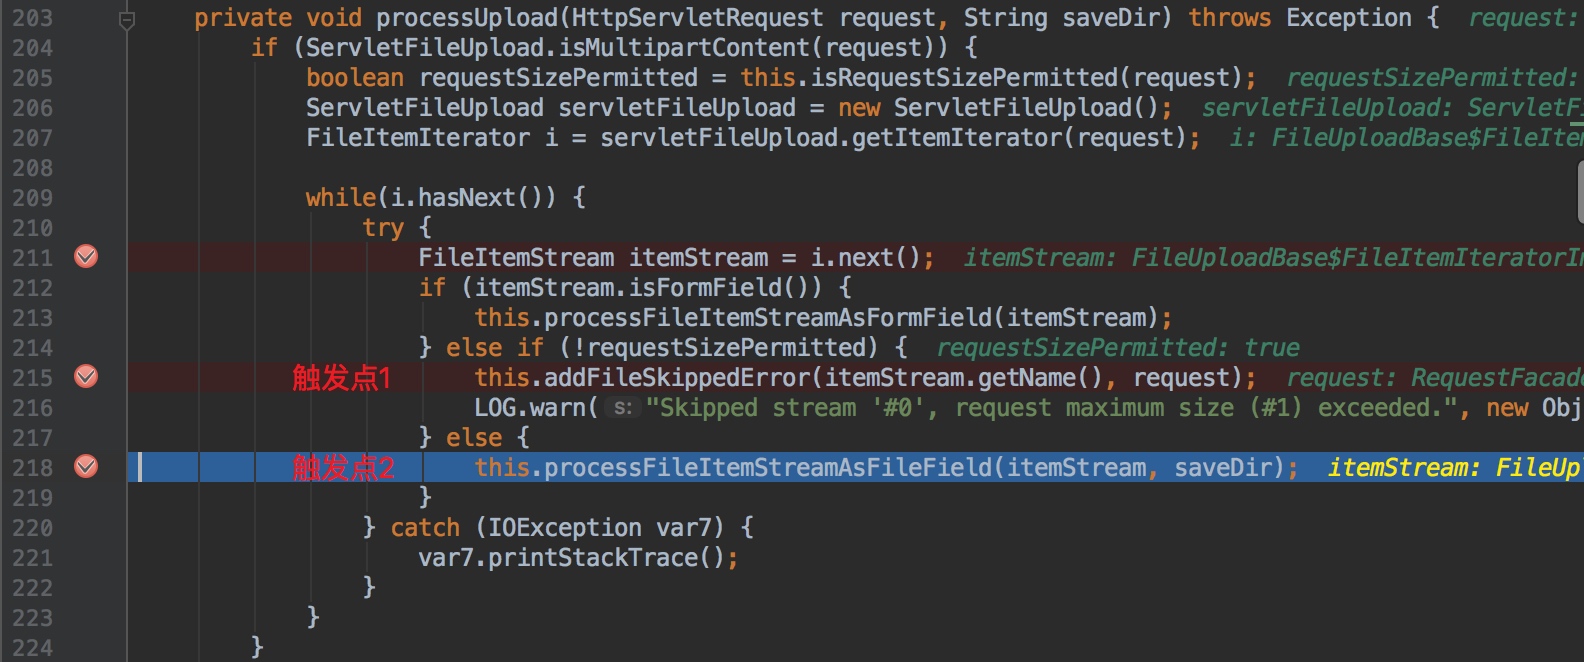 203 private void processUpload(HttpServletRequest request, String saveDir) throws Exception { request:
204 if (ServletFileUpload.isMultipartContent(request)) {
205 boolean requestSizePermitted = this.isRequestSizePermitted(request); requestSizePermitted:
206 ServletFileUpload servletFileUpload = new ServletFileUpload(); servletFileUpload: ServletFi
207 FileItemIterator i = servletFileUpload.getItemIterator(request); i: FileUploadBase$FileItem
208
209 while(i.hasNext()) {
210 try {
211 FileItemStream itemStream = i.next(); itemStream: FileUploadBase$FileItemIteratorIm
212 if (itemStream.isFormField()) {
213 this.processFileItemStreamAsFormField(itemStream);
214 } else if (!requestSizePermitted) { requestSizePermitted: true
215 触发点1 this.addFileSkippedError(itemStream.getName(), request); request: RequestFacade
216 LOG.warn( s: "Skipped stream '#0', request maximum size (#1) exceeded.", new Obj
217 } else {
218 触发点2 this.processFileItemStreamAsFileField(itemStream, saveDir); itemStream: FileUpl
219 }
220 } catch (IOException var7) {
221 var7.printStackTrace();
222 }
223 }
224 }